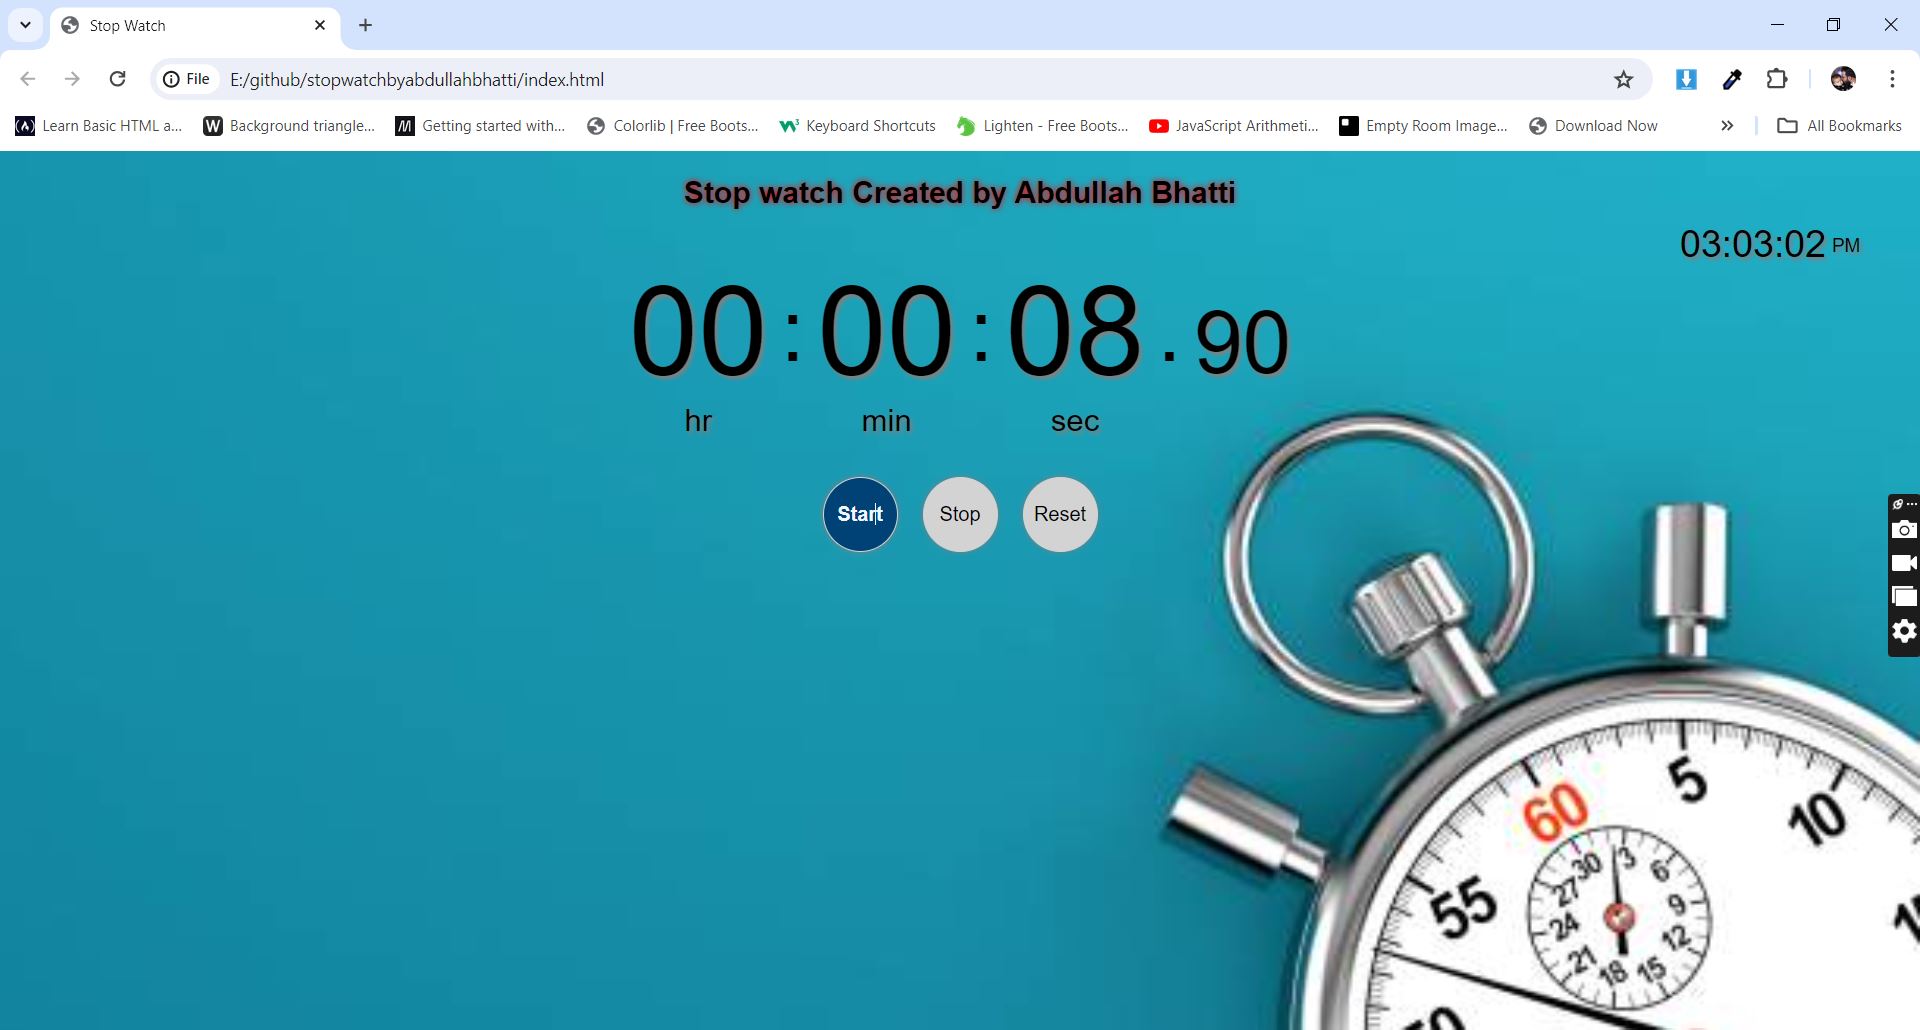 Stop Watch
File
E:/github/stopwatchbyabdullahbhatti/index.html
Learn Basic HTML a...
Background triangle...
Getting started with...
Colorlib | Free Boots...
Keyboard Shortcuts
Lighten - Free Boots...
JavaScript Arithmeti...
Empty Room Image...
Download Now
All Bookmarks
Stop watch Created by Abdullah Bhatti
03:03:02 PM
00 : 00 : 08 . 90
hr min sec
Start Stop Reset
60 5 10
55
30 3 6 9 12 15 18 21 24 27